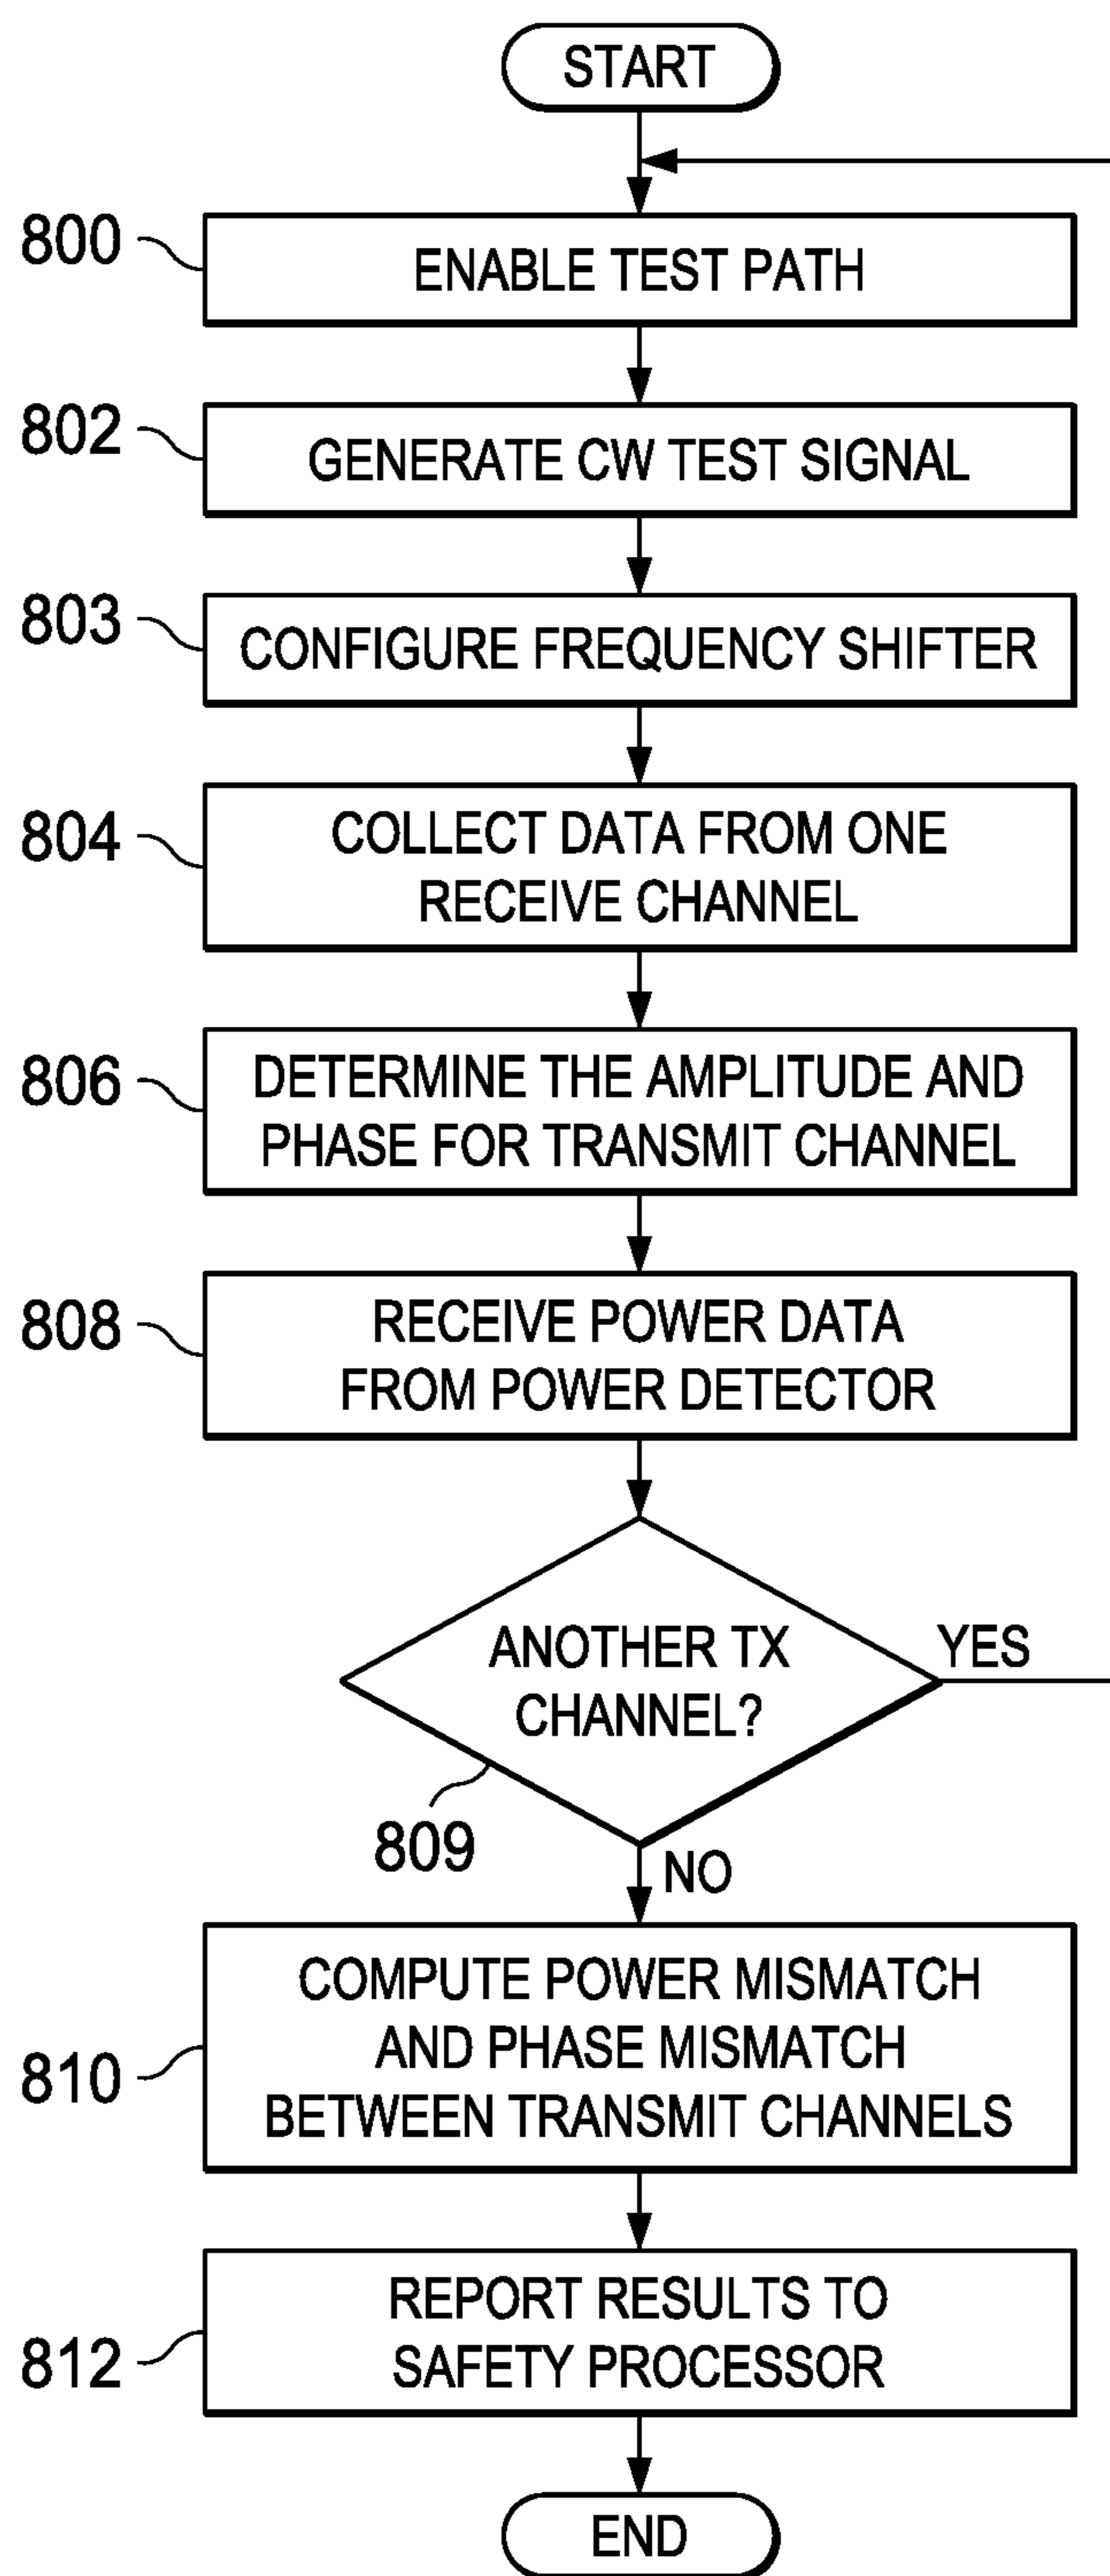 START
800
ENABLE TEST PATH
802
GENERATE CW TEST SIGNAL
803
CONFIGURE FREQUENCY SHIFTER
804
COLLECT DATA FROM ONE
RECEIVE CHANNEL
806
DETERMINE THE AMPLITUDE AND
PHASE FOR TRANSMIT CHANNEL
808
RECEIVE POWER DATA
FROM POWER DETECTOR
ANOTHER TX
CHANNEL?
YES
809
NO
810
COMPUTE POWER MISMATCH
AND PHASE MISMATCH
BETWEEN TRANSMIT CHANNELS
812
REPORT RESULTS TO
SAFETY PROCESSOR
END